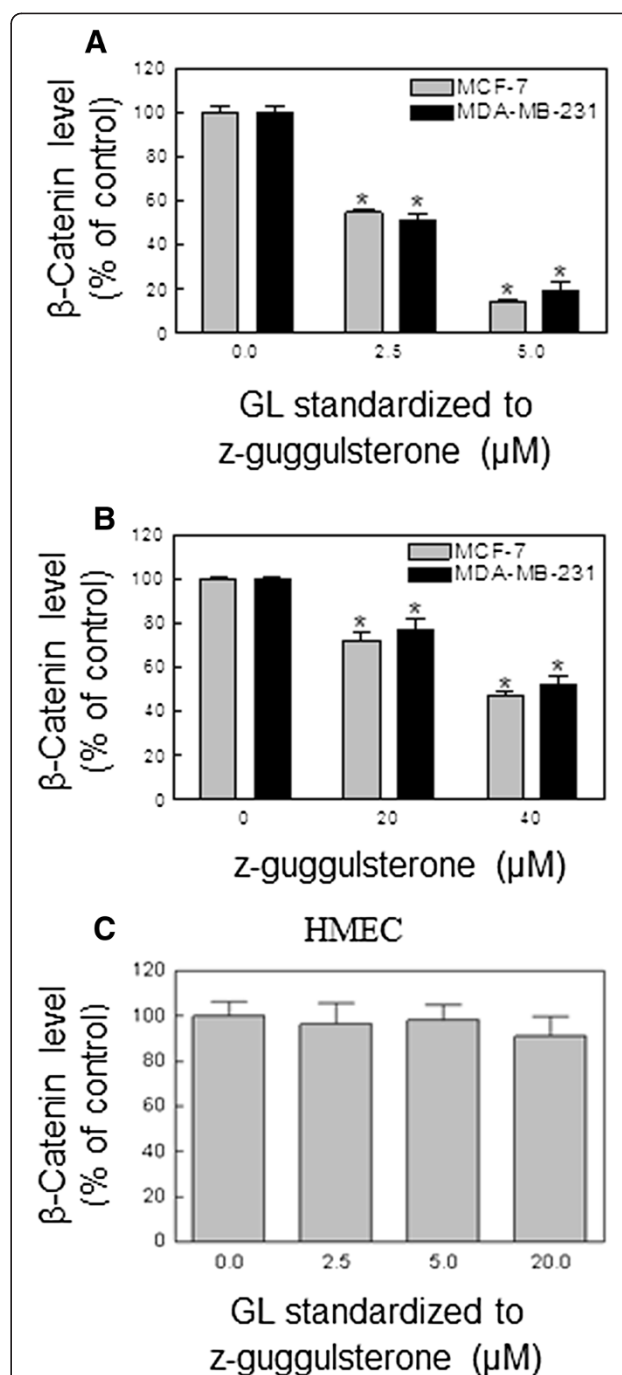 A
β-Catenin level
(% of control)
120
100
80
60
40
20
0
MCF-7
MDA-MB-231
*
*
*
*
0.0
2.5
5.0
GL standardized to
z-guggulsterone (µM)
B
β-Catenin level
(% of control)
120
100
80
60
40
20
0
MCF-7
MDA-MB-231
*
*
*
*
0
20
40
z-guggulsterone (µM)
C
HMEC
β-Catenin level
(% of control)
120
100
80
60
40
20
0
0.0
2.5
5.0
20.0
GL standardized to
z-guggulsterone (µM)